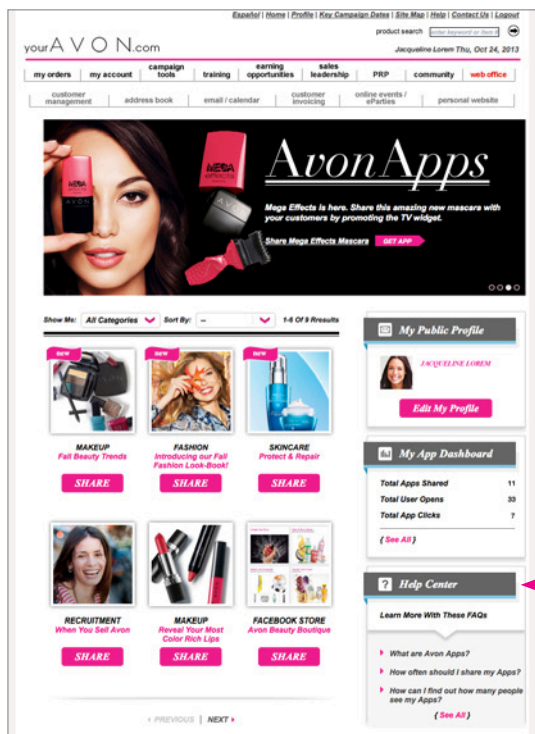 Español | Home | Profile | Key Campaign Dates | Site Map | Help | Contact Us | Logout
product search enter keyword or item #
yourAVON.com
Jacqueline Lorem Thu, Oct 24, 2013
my orders | my account | campaign tools | training | earning opportunities | sales leadership | PRP | community | web office
customer management | address book | email / calendar | customer invoicing | online events / eParties | personal website
MEGA
AVON
MEGA
Avon Apps
Mega Effects is here. Share this amazing new mascara with
your customers by promoting the TV widget.
Share Mega Effects Mascara GET APP
Show Me: All Categories Sort By: -- 1-6 Of 9 Rresults
new
new
new
MAKEUP
Fall Beauty Trends
SHARE
FASHION
Introducing our Fall
Fashion Look-Book!
SHARE
SKINCARE
Protect & Repair
SHARE
RECRUITMENT
When You Sell Avon
SHARE
MAKEUP
Reveal Your Most
Color Rich Lips
SHARE
FACEBOOK STORE
Avon Beauty Boutique
SHARE
PREVIOUS | NEXT
My Public Profile
JACQUELINE LOREM
Edit My Profile
My App Dashboard
Total Apps Shared 11
Total User Opens 33
Total App Clicks 7
{ See All }
? Help Center
Learn More With These FAQs
What are Avon Apps?
How often should I share my Apps?
How can I find out how many people
see my Apps?
{ See All }